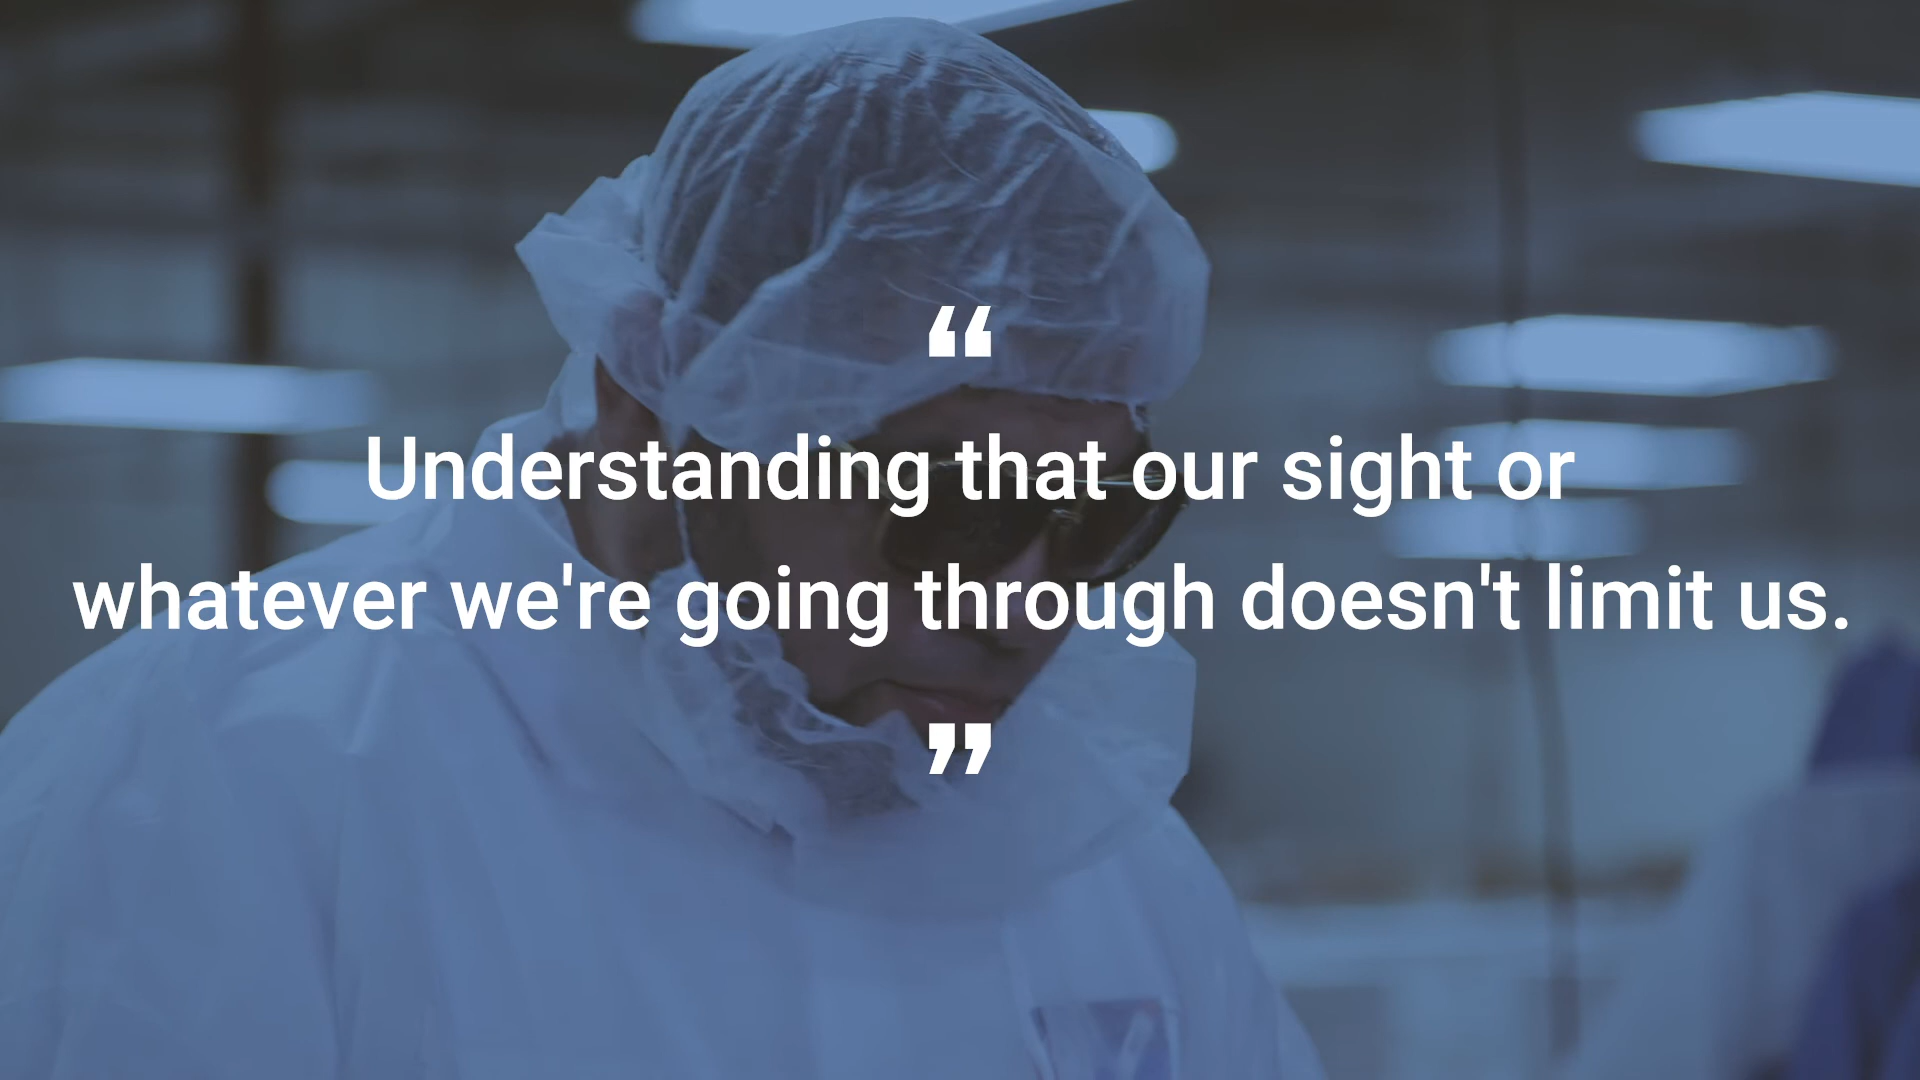 “
Understanding that our sight or
whatever we're going through doesn't limit us.
”